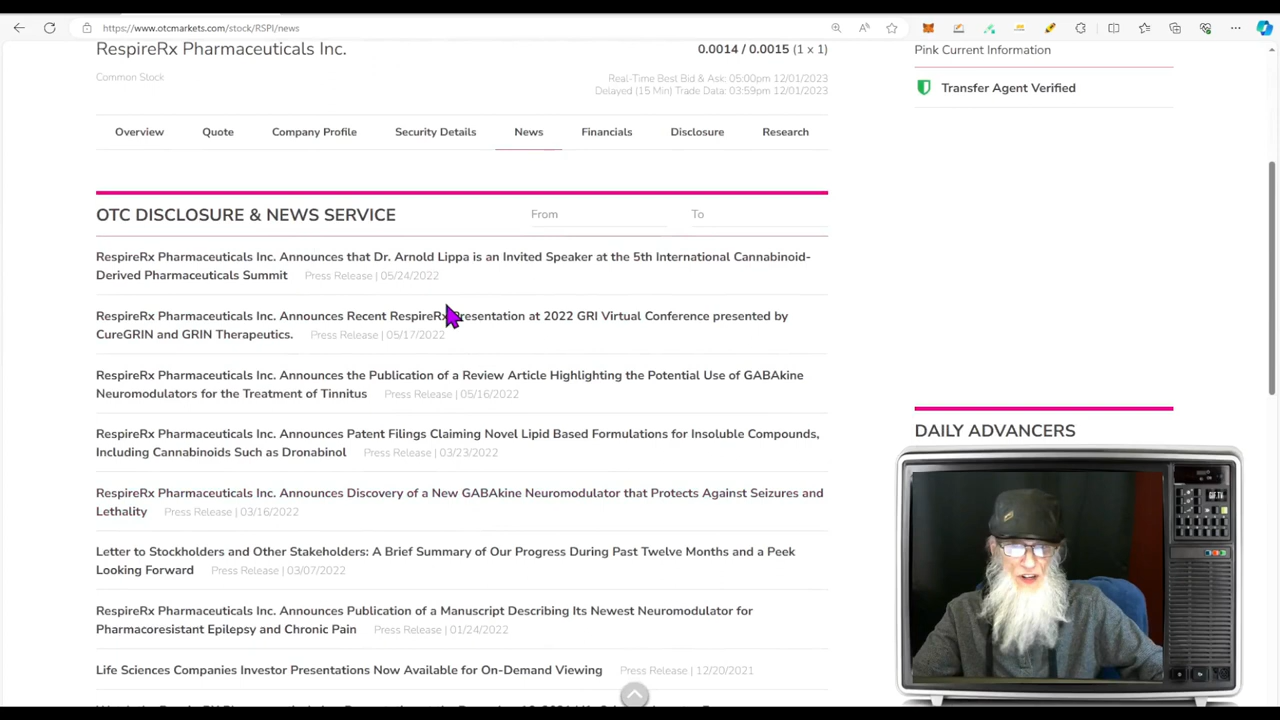 https://www.otcmarkets.com/stock/RSPI/news
RespireRx Pharmaceuticals Inc.
0.0014 / 0.0015 (1 x 1)
Common Stock
Real-Time Best Bid & Ask: 05:00pm 12/01/2023
Delayed (15 Min) Trade Data: 03:59pm 12/01/2023
Pink Current Information
Transfer Agent Verified
Overview Quote Company Profile Security Details News Financials Disclosure Research
OTC DISCLOSURE & NEWS SERVICE
From To
RespireRx Pharmaceuticals Inc. Announces that Dr. Arnold Lippa is an Invited Speaker at the 5th International Cannabinoid-
Derived Pharmaceuticals Summit Press Release | 05/24/2022
RespireRx Pharmaceuticals Inc. Announces Recent RespireRx Presentation at 2022 GRI Virtual Conference presented by
CureGRIN and GRIN Therapeutics. Press Release | 05/17/2022
RespireRx Pharmaceuticals Inc. Announces the Publication of a Review Article Highlighting the Potential Use of GABAkine
Neuromodulators for the Treatment of Tinnitus Press Release | 05/16/2022
RespireRx Pharmaceuticals Inc. Announces Patent Filings Claiming Novel Lipid Based Formulations for Insoluble Compounds,
Including Cannabinoids Such as Dronabinol Press Release | 03/23/2022
RespireRx Pharmaceuticals Inc. Announces Discovery of a New GABAkine Neuromodulator that Protects Against Seizures and
Lethality Press Release | 03/16/2022
Letter to Stockholders and Other Stakeholders: A Brief Summary of Our Progress During Past Twelve Months and a Peek
Looking Forward Press Release | 03/07/2022
RespireRx Pharmaceuticals Inc. Announces Publication of a Manuscript Describing Its Newest Neuromodulator for
Pharmacoresistant Epilepsy and Chronic Pain Press Release | 01/24/2022
Life Sciences Companies Investor Presentations Now Available for On-Demand Viewing Press Release | 12/20/2021
DAILY ADVANCERS